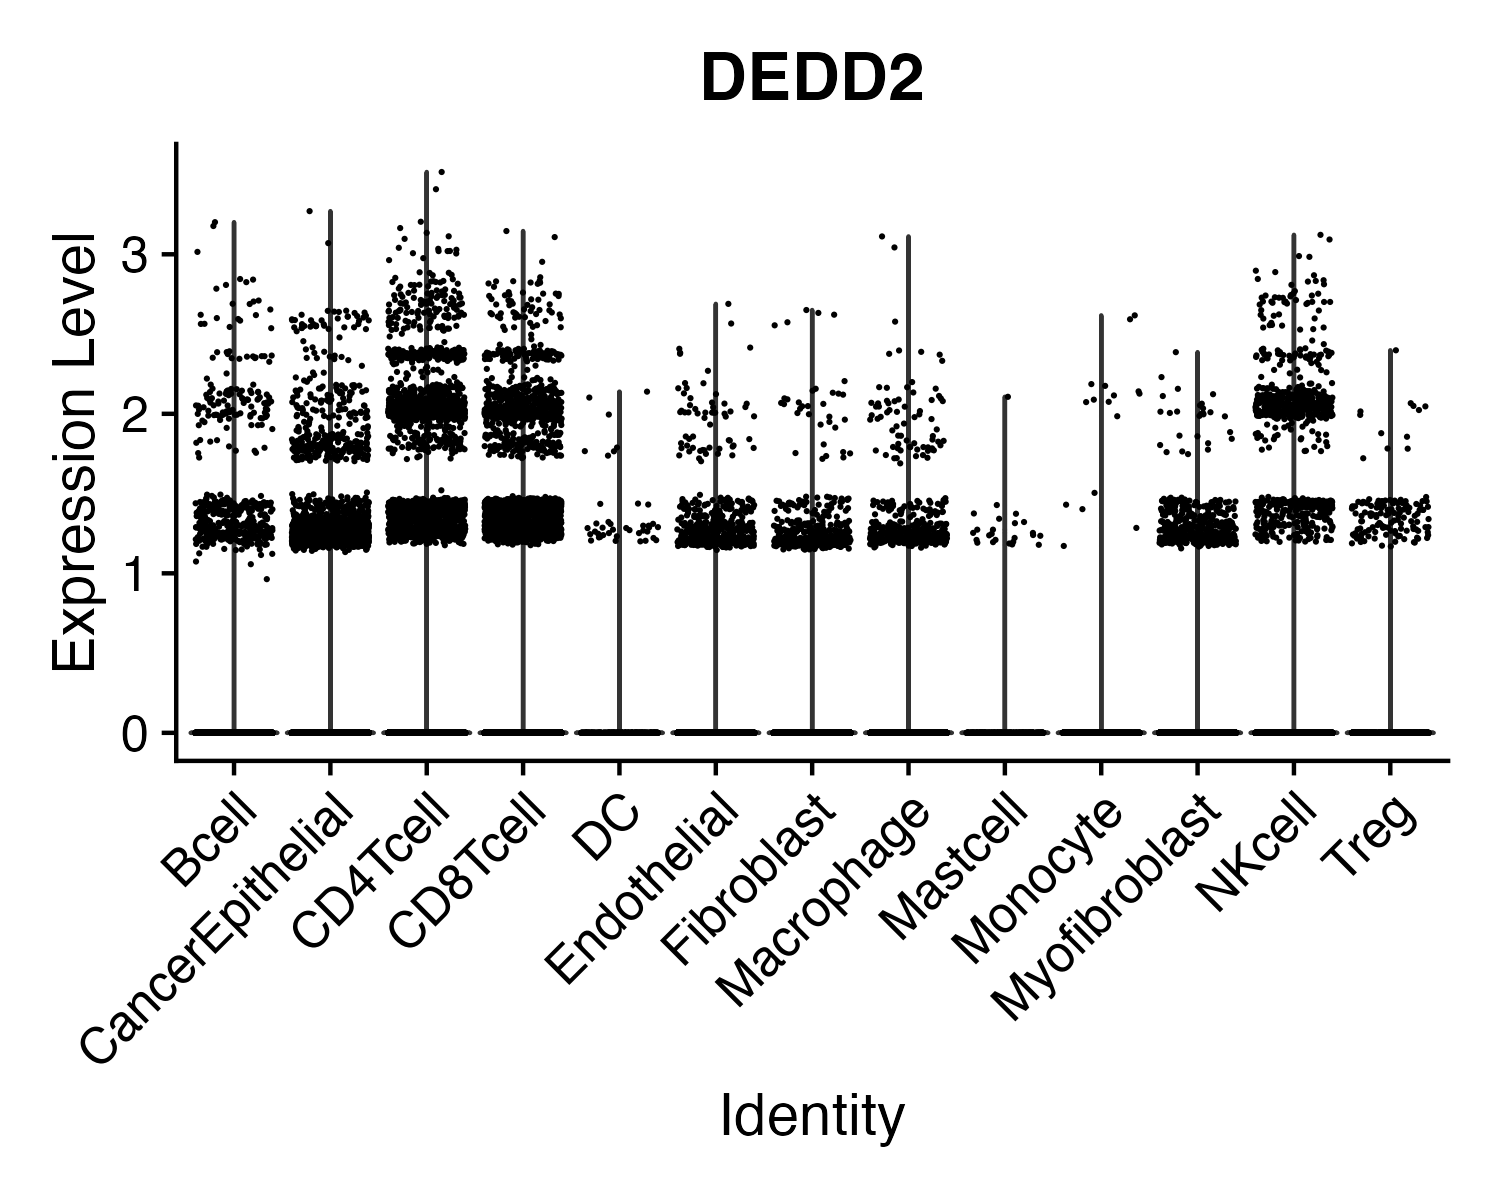 DEDD2
Expression Level
3
2
1
0
Bcell
CancerEpithelial
CD4Tcell
CD8Tcell
DC
Endothelial
Fibroblast
Macrophage
Mastcell
Monocyte
Myofibroblast
NKcell
Treg
Identity